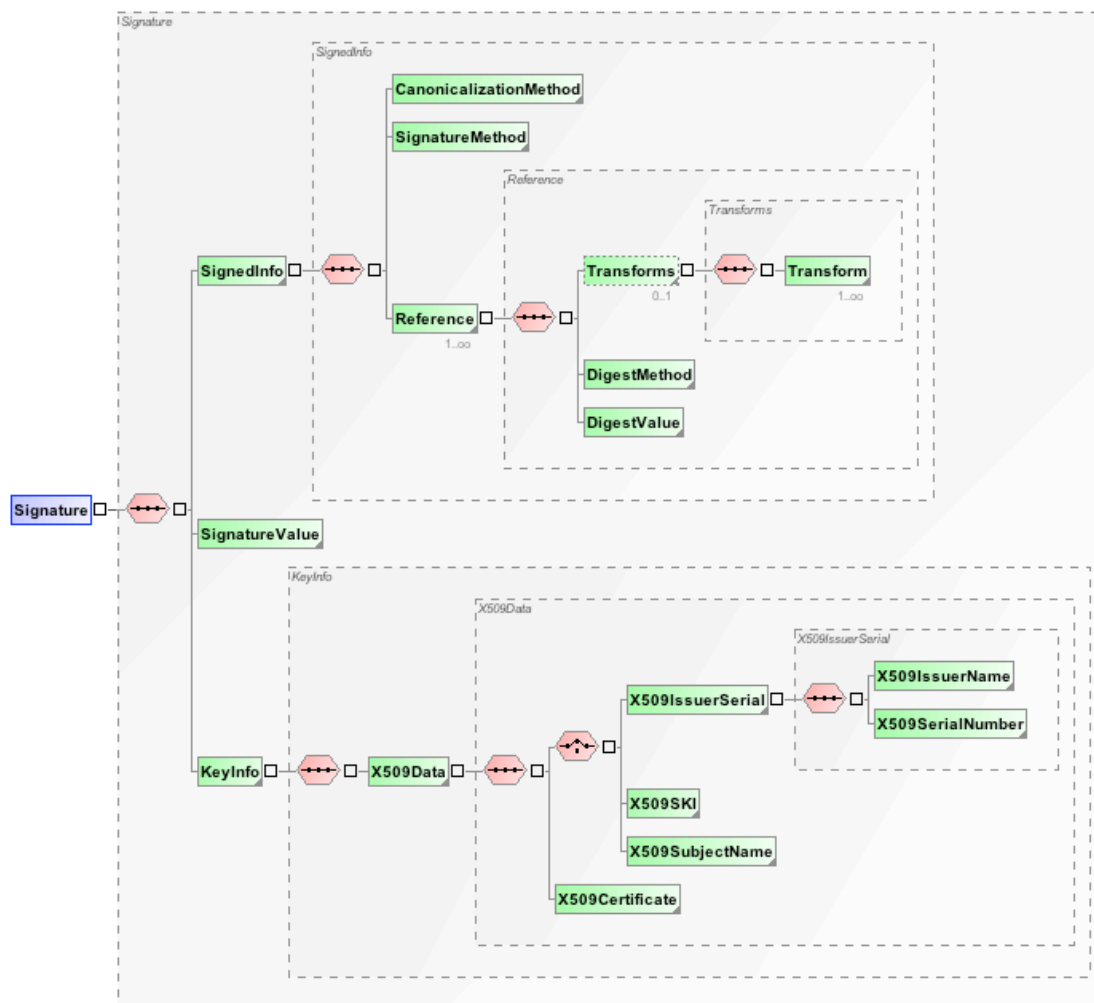 Signature
SignedInfo
CanonicalizationMethod
SignatureMethod
Reference
Transforms
SignedInfo
Transforms
Transform
0..1
1..∞
Reference
1..∞
DigestMethod
DigestValue
Signature
SignatureValue
KeyInfo
X509Data
X509IssuerSerial
X509IssuerName
X509IssuerSerial
X509SerialNumber
KeyInfo
X509Data
X509SKI
X509SubjectName
X509Certificate